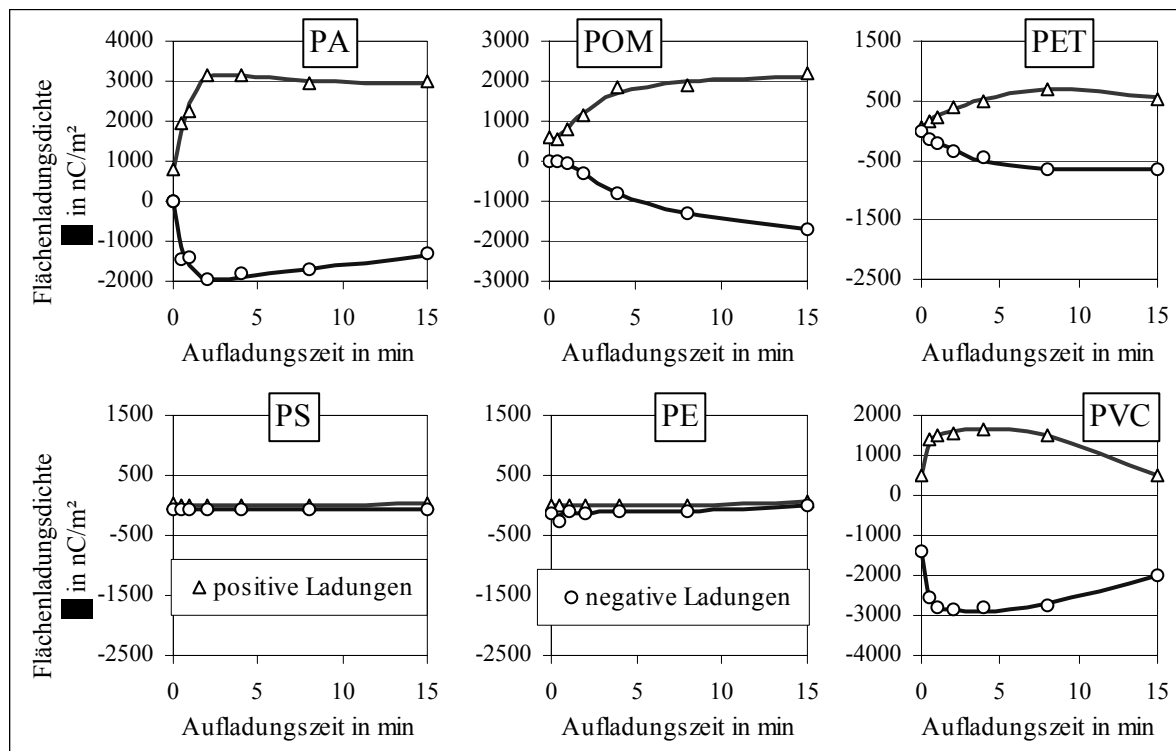 PA
POM
PET
Flächenladungsdichte
in nC/m²
4000
3000
2000
1000
0
-1000
-2000
0 5 10 15
Aufladungszeit in min
3000
2000
1000
0
-1000
-2000
-3000
0 5 10 15
Aufladungszeit in min
1500
500
-500
-1500
-2500
0 5 10 15
Aufladungszeit in min
PS
PE
PVC
Flächenladungsdichte
in nC/m²
1500
500
-500
-1500
-2500
positive Ladungen
0 5 10 15
Aufladungszeit in min
1500
500
-500
-1500
-2500
negative Ladungen
0 5 10 15
Aufladungszeit in min
2000
1000
0
-1000
-2000
-3000
-4000
0 5 10 15
Aufladungszeit in min